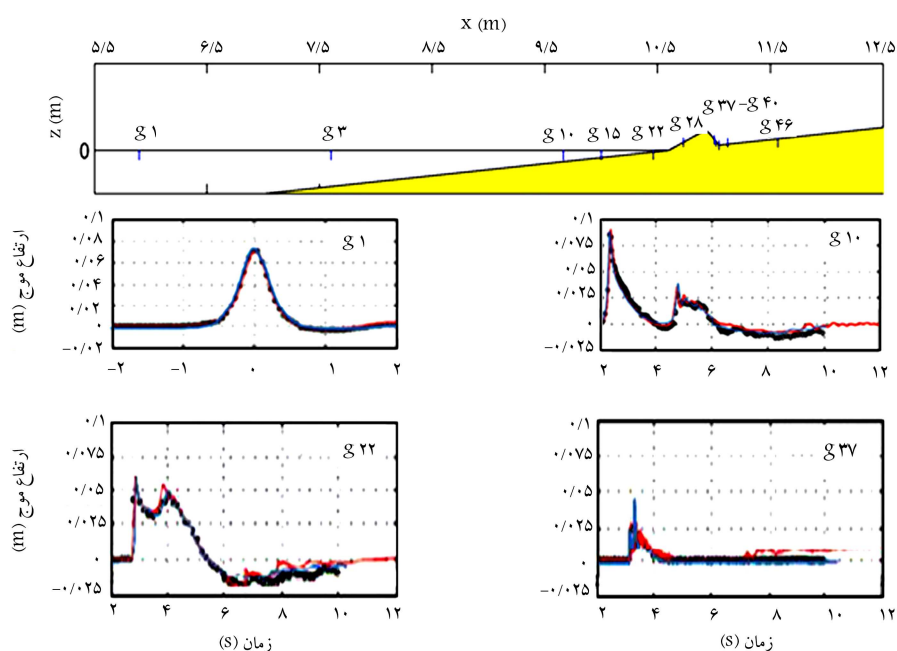 x (m)
۵/۵ ۶/۵ ۷/۵ ۸/۵ ۹/۵ ۱۰/۵ ۱۱/۵ ۱۲/۵
z (m)
0
g ۱ g ۳ g ۱۰ g ۱۵ g ۲۲ g ۲۸ g ۳۷-g ۴۰ g ۴۶
ارتفاع موج (m)
۰/۱
۰/۰۸
۰/۰۶
۰/۰۴
۰/۰۲
۰
-۰/۰۲
g ۱
-۲ -۱ ۰ ۱ ۲
۰/۱
۰/۰۷۵
۰/۰۵
۰/۰۲۵
۰
-۰/۰۲۵
g ۱۰
۲ ۴ ۶ ۸ ۱۰ ۱۲
ارتفاع موج (m)
۰/۱
۰/۰۷۵
۰/۰۵
۰/۰۲۵
۰
-۰/۰۲۵
g ۲۲
۲ ۴ ۶ ۸ ۱۰ ۱۲
زمان (s)
۰/۱
۰/۰۷۵
۰/۰۵
۰/۰۲۵
۰
-۰/۰۲۵
g ۳۷
۲ ۴ ۶ ۸ ۱۰ ۱۲
زمان (s)